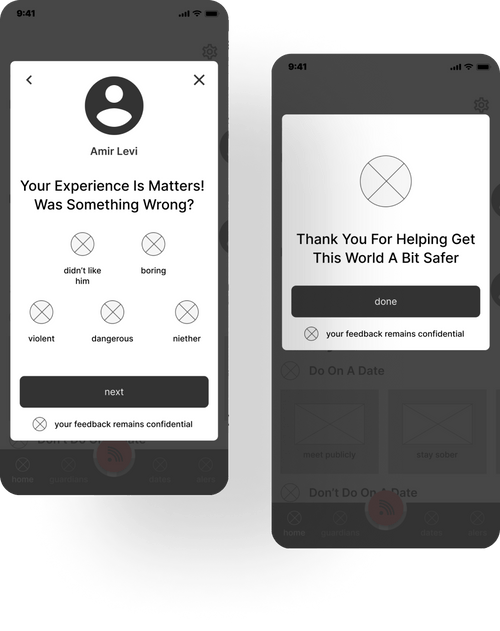 9:41
Amir Levi
Your Experience Is Matters!
Was Something Wrong?
didn't like
him
boring
violent
dangerous
niether
next
your feedback remains confidential
home
9:41
Thank You For Helping Get
This World A Bit Safer
done
your feedback remains confidential
Do On A Date
meet publicly
stay sober
Don't Do On A Date
home